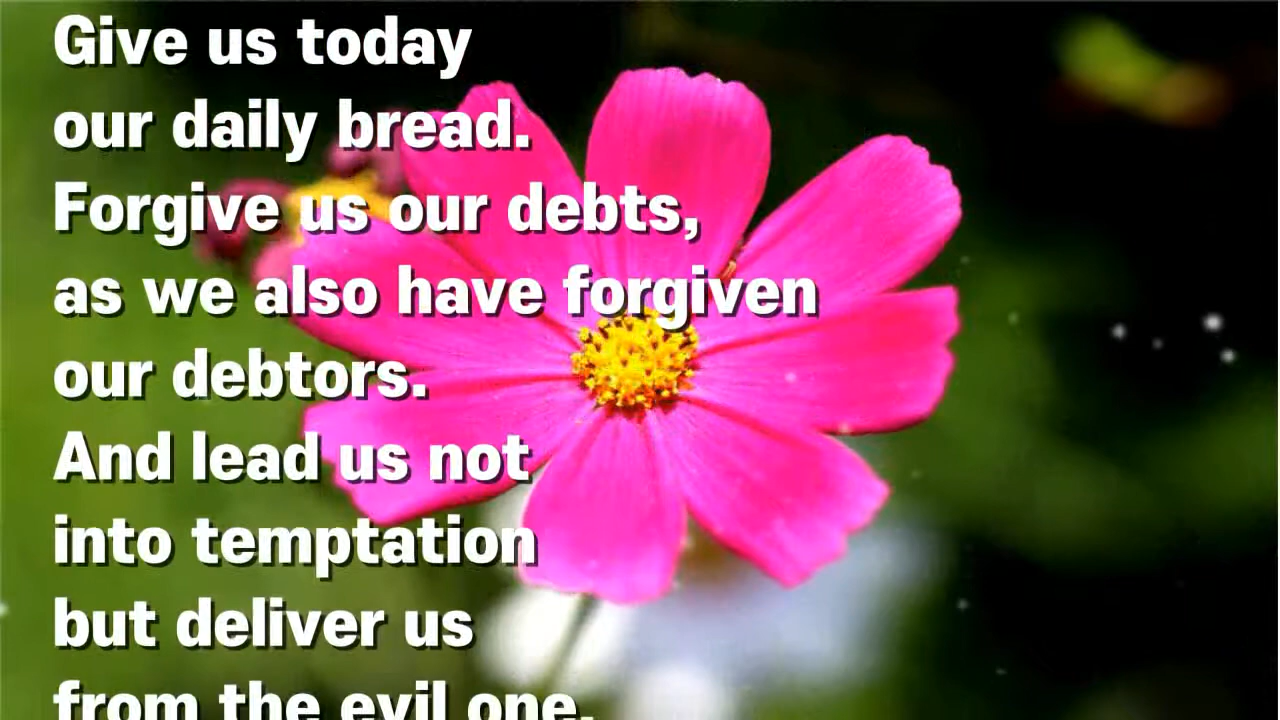 Give us today
our daily bread.
Forgive us our debts,
as we also have forgiven
our debtors.
And lead us not
into temptation
but deliver us
from the evil one.